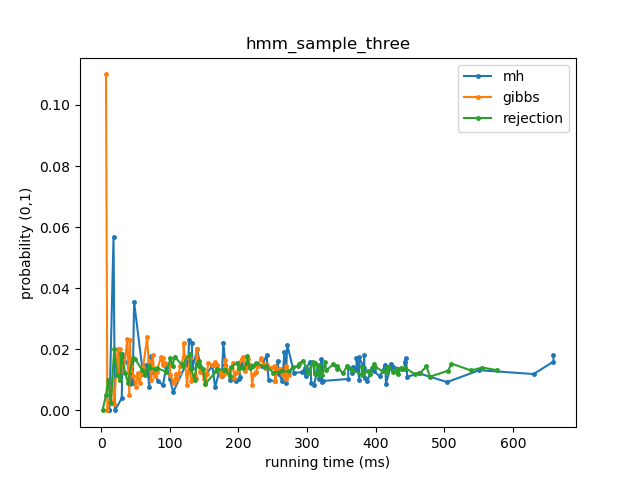 hmm_sample_three
mh
gibbs
rejection
probability (0,1)
0.10
0.08
0.06
0.04
0.02
0.00
0 100 200 300 400 500 600
running time (ms)